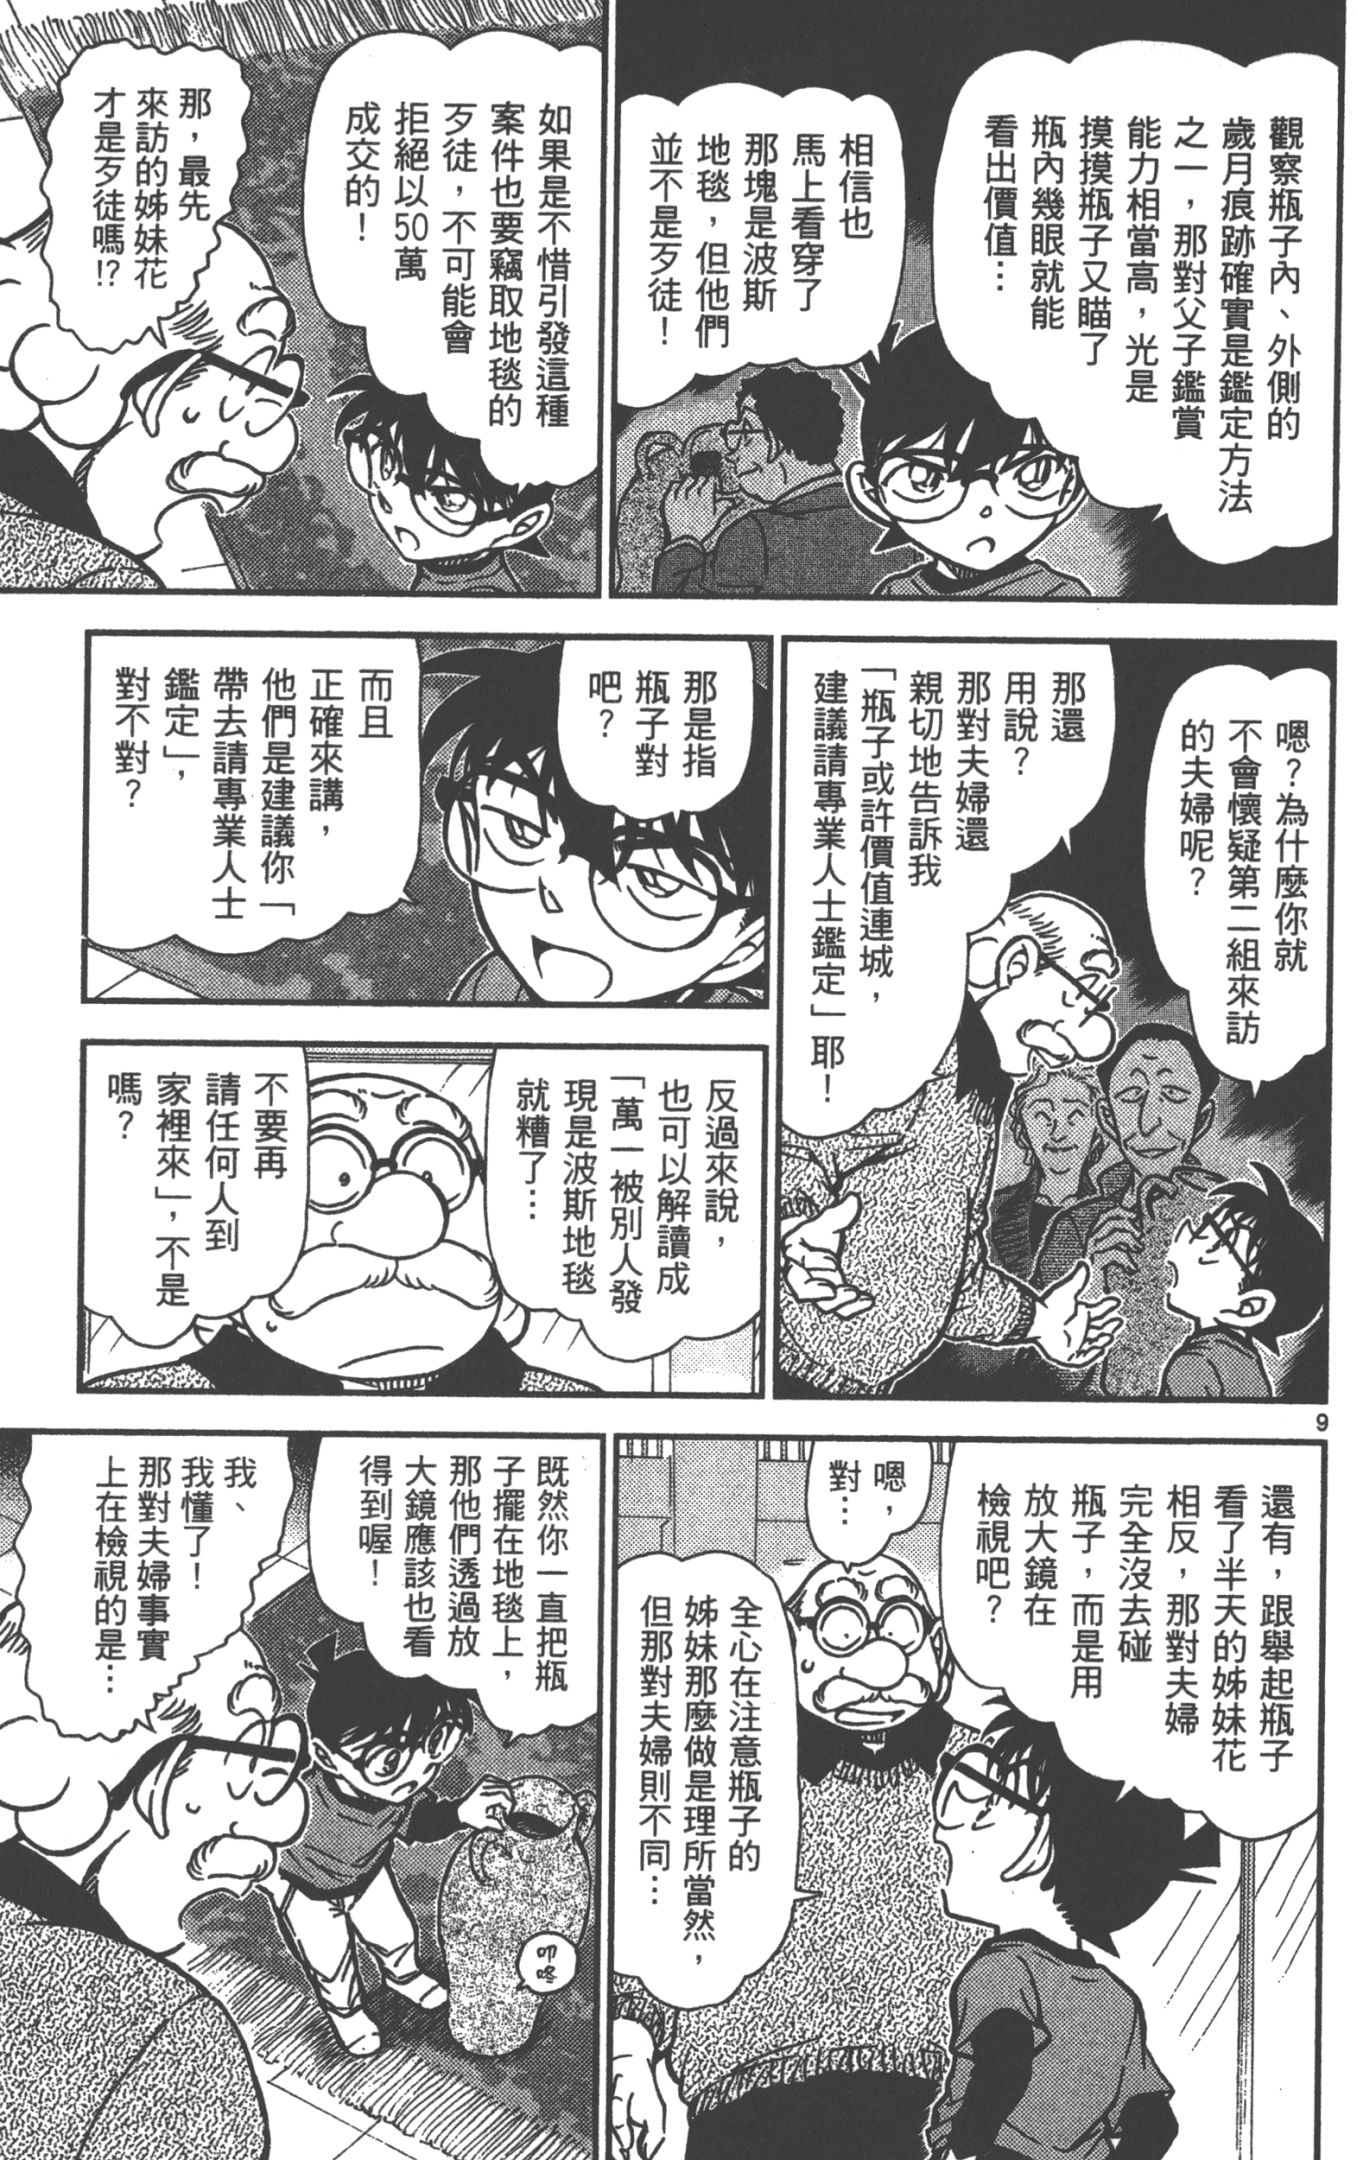 觀察瓶子內、外側的
歲月痕跡確實是鑑定方法
之一，那對父子鑑賞
能力相當高，光是
摸摸瓶子又瞄了
瓶內幾眼就能
看出價值…
相信也
馬上看穿了
那塊是波斯
地毯，但他們
並不是歹徒！
如果是不惜引發這種
案件也要竊取地毯的
歹徒，不可能會
拒絕以50萬
成交的！
那，最先
來訪的姊妹花
才是歹徒嗎!?
嗯？為什麼你就
不會懷疑第二組來訪
的夫婦呢？
那還
用說？
那對夫婦還
親切地告訴我
「瓶子或許價值連城，
建議請專業人士鑑定」耶！
那是指
瓶子對
吧？
而且
正確來講，
他們是建議你「
帶去請專業人士
鑑定」，
對不對？
反過來說，
也可以解讀成
「萬一被別人發
現是波斯地毯
就糟了…
不要再
請任何人到
家裡來」，不是
嗎？
9
還有，跟舉起瓶子
看了半天的姊妹花
相反，那對夫婦
完全沒去碰
瓶子，而是用
放大鏡在
檢視吧？
嗯，
對…
全心在注意瓶子的
姊妹那麼做是理所當然，
但那對夫婦則不同…
既然你一直把瓶
子擺在地毯上，
那他們透過放
大鏡應該也看
得到喔！
叩咚
我、
我懂了！
那對夫婦事實
上在檢視的是…